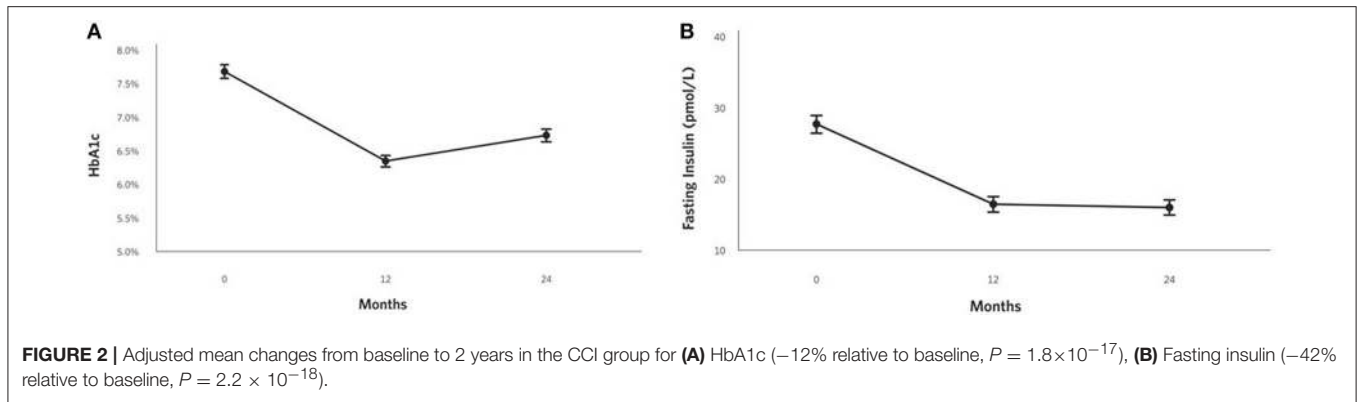 A
8.0%
7.5%
7.0%
6.5%
6.0%
5.5%
5.0%
HbA1c
0 12 24
Months
B
40
30
20
10
Fasting Insulin (pmol/L)
0 12 24
Months
FIGURE 2 | Adjusted mean changes from baseline to 2 years in the CCI group for (A) HbA1c (−12% relative to baseline, P = 1.8×10⁻¹⁷), (B) Fasting insulin (−42%
relative to baseline, P = 2.2 × 10⁻¹⁸).